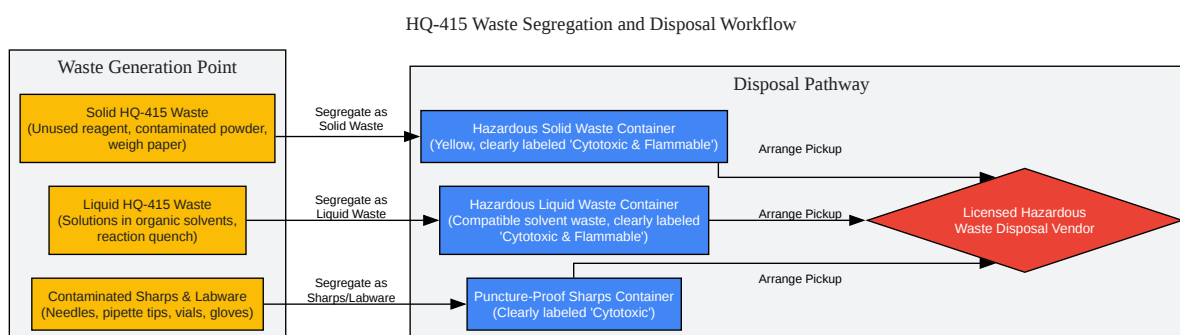 HQ-415 Waste Segregation and Disposal Workflow
Waste Generation Point
Disposal Pathway
Solid HQ-415 Waste
(Unused reagent, contaminated powder,
weigh paper)
Segregate as
Solid Waste
Hazardous Solid Waste Container
(Yellow, clearly labeled 'Cytotoxic & Flammable')
Arrange Pickup
Liquid HQ-415 Waste
(Solutions in organic solvents,
reaction quench)
Segregate as
Liquid Waste
Hazardous Liquid Waste Container
(Compatible solvent waste, clearly labeled
'Cytotoxic & Flammable')
Arrange Pickup
Licensed Hazardous
Waste Disposal Vendor
Contaminated Sharps & Labware
(Needles, pipette tips, vials, gloves)
Segregate as
Sharps/Labware
Puncture-Proof Sharps Container
(Clearly labeled 'Cytotoxic')
Arrange Pickup